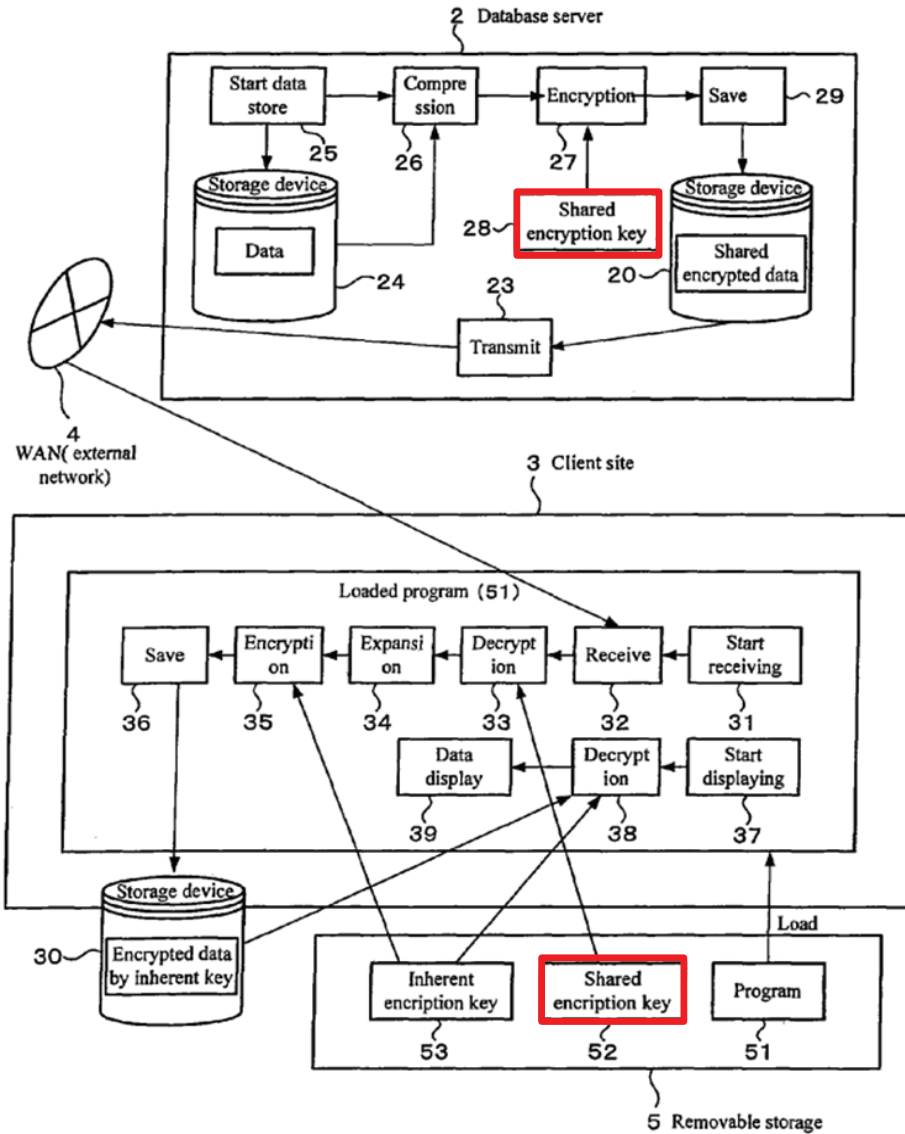 2 Database server
Start data
store
25
Compre
ssion
26
Encryption
27
Save
29
Storage device
Data
24
Shared
encryption key
28
Storage device
Shared
encrypted data
20
23
Transmit
4
WAN( external
network)
3 Client site
Loaded program (51)
Save
36
Encrypti
on
35
Expansi
on
34
Decrypt
ion
33
Receive
32
Start
receiving
31
Data
display
39
Decrypt
ion
38
Start
displaying
37
Storage device
Encrypted data
by inherent key
30
Load
Inherent
encription key
53
Shared
encription key
52
Program
51
5 Removable storage